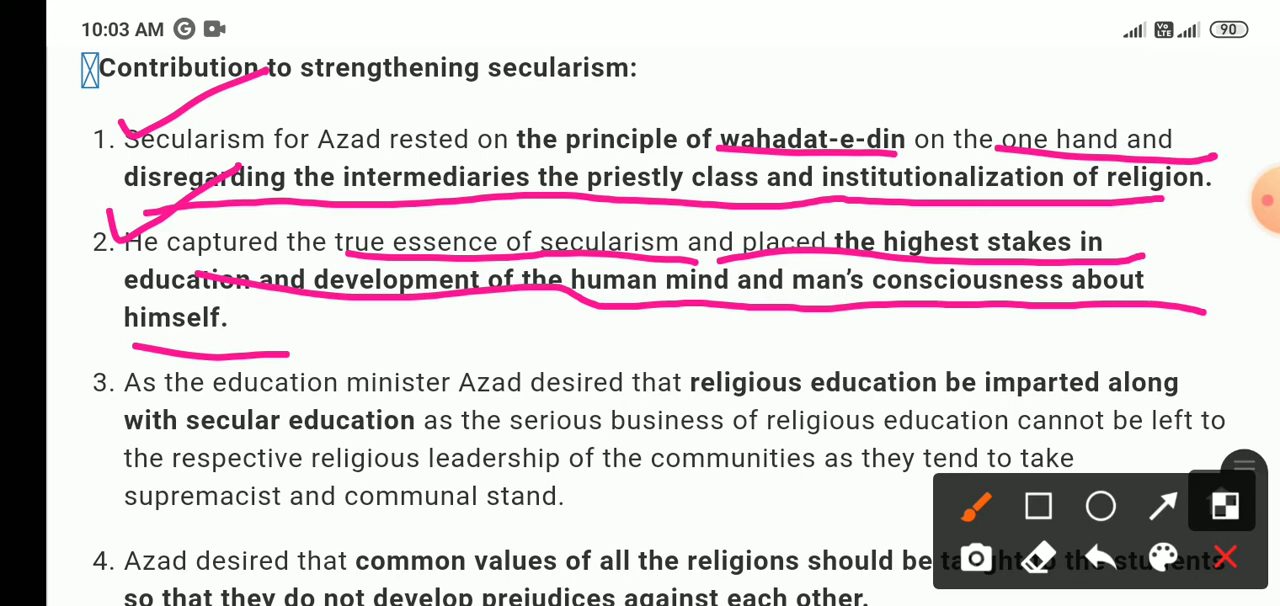 10:03 AM
Vo LTE
90
Contribution to strengthening secularism:
1. Secularism for Azad rested on the principle of wahadat-e-din on the one hand and
disregarding the intermediaries the priestly class and institutionalization of religion.
2. He captured the true essence of secularism and placed the highest stakes in
education and development of the human mind and man's consciousness about
himself.
3. As the education minister Azad desired that religious education be imparted along
with secular education as the serious business of religious education cannot be left to
the respective religious leadership of the communities as they tend to take
supremacist and communal stand.
4. Azad desired that common values of all the religions should be taught to the students
so that they do not develop prejudices against each other.